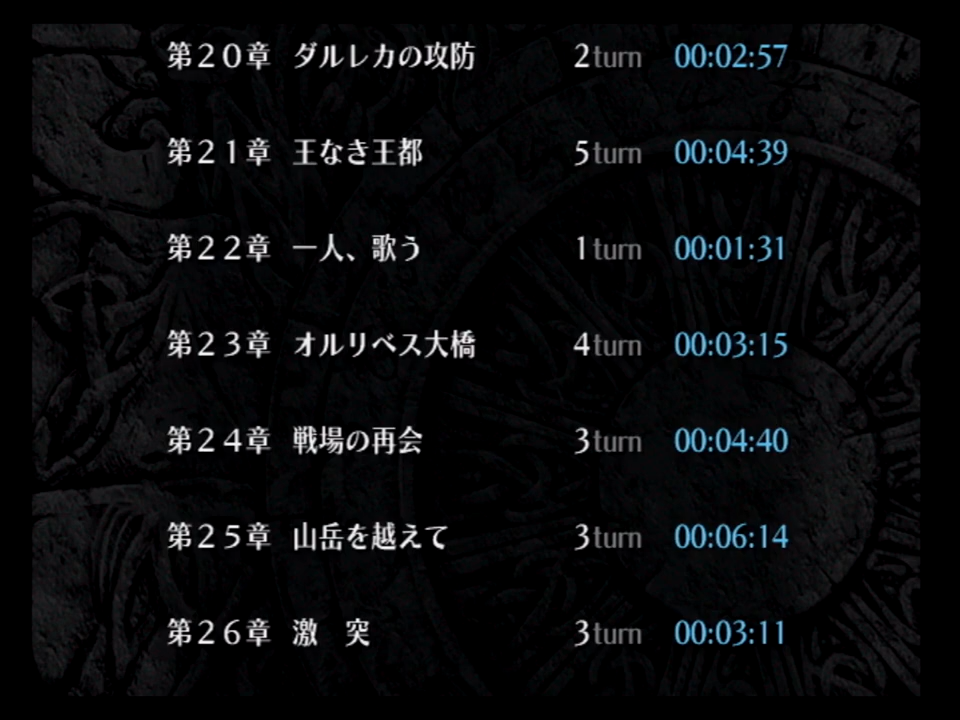 第２０章 ダルレカの攻防 2turn 00:02:57
第２１章 王なき王都 5turn 00:04:39
第２２章 一人、歌う 1turn 00:01:31
第２３章 オルリベス大橋 4turn 00:03:15
第２４章 戦場の再会 3turn 00:04:40
第２５章 山岳を越えて 3turn 00:06:14
第２６章 激　突 3turn 00:03:11